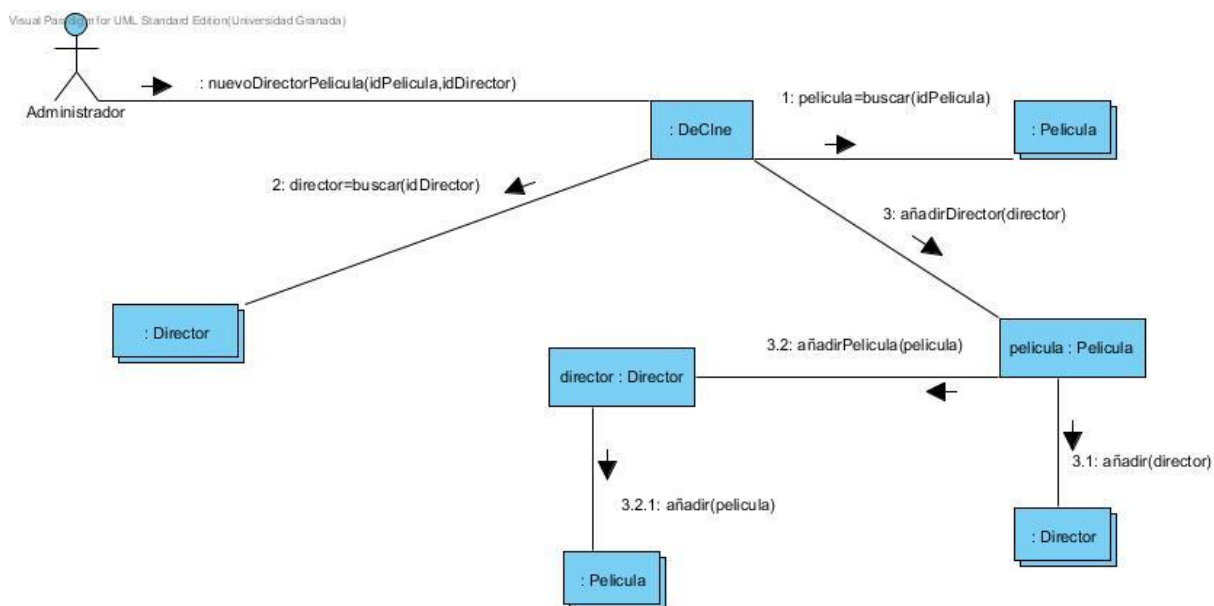 Visual Paradigm for UML Standard Edition(Universidad Granada)
: nuevoDirectorPelicula(idPelicula,idDirector)
Administrador
1: pelicula=buscar(idPelicula)
: DeCIne
: Pelicula
2: director=buscar(idDirector)
3: añadirDirector(director)
: Director
3.2: añadirPelicula(pelicula)
pelicula : Pelicula
director : Director
3.1: añadir(director)
3.2.1: añadir(pelicula)
: Director
: Pelicula